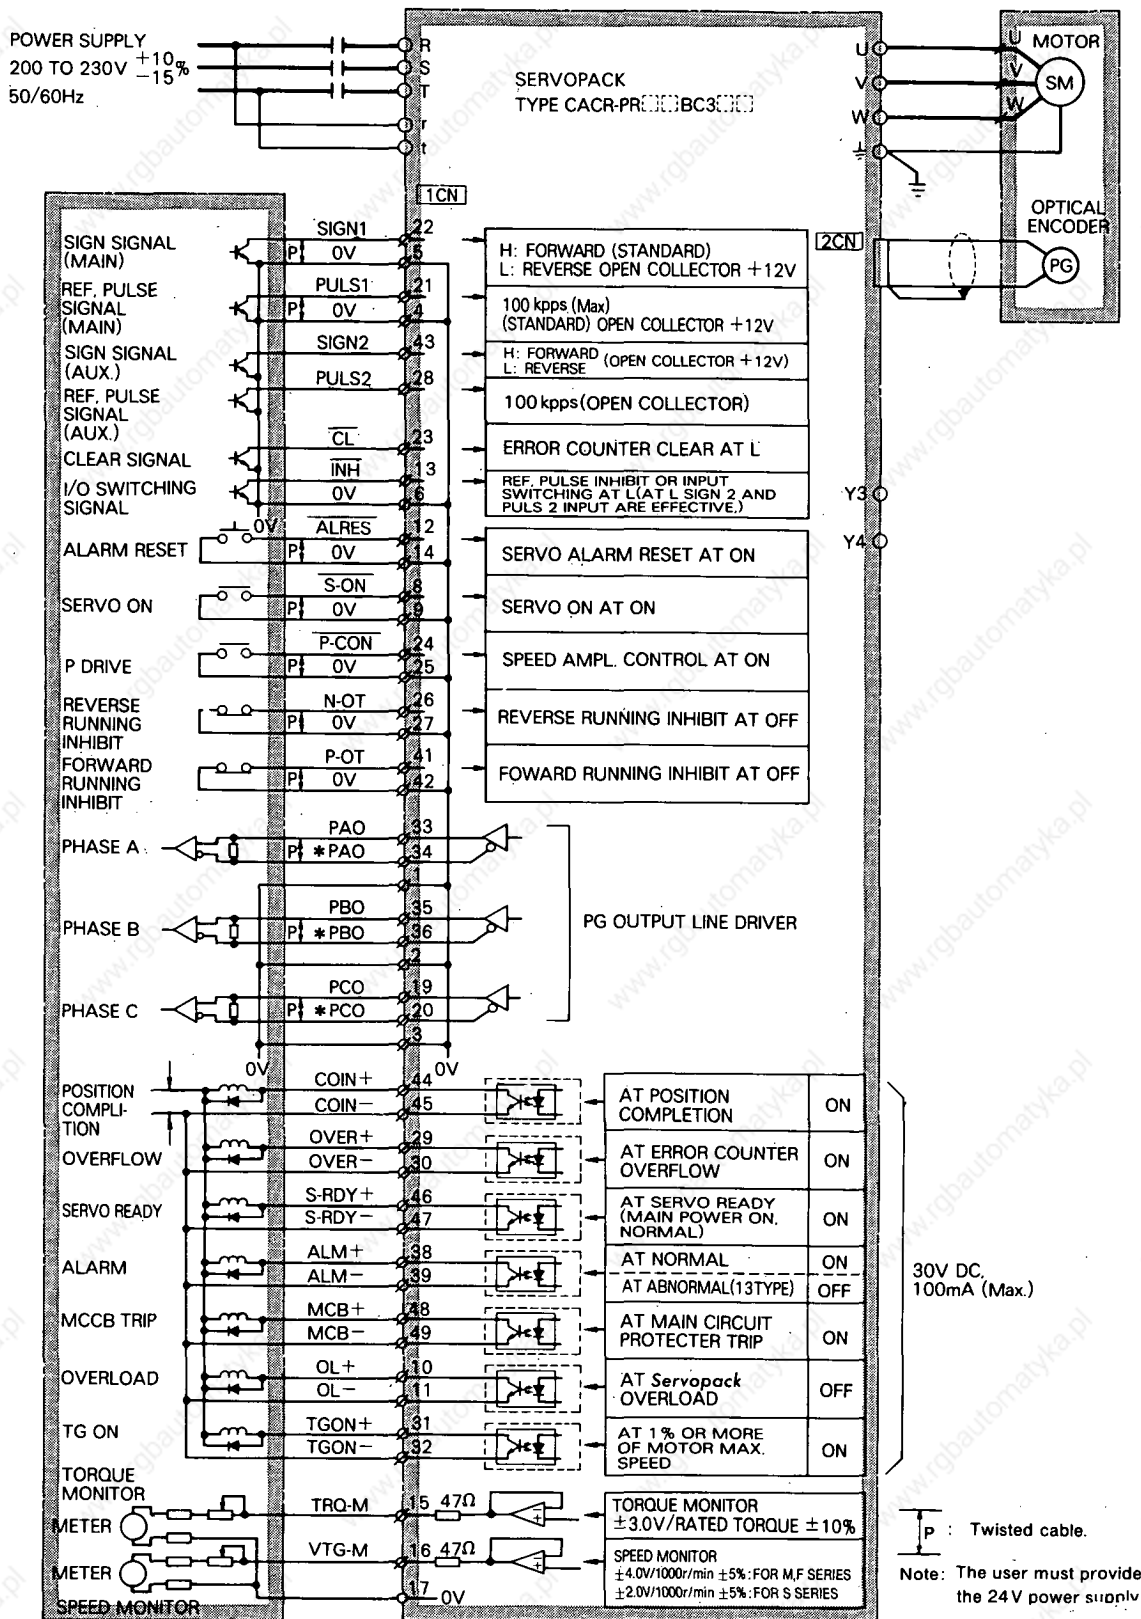 POWER SUPPLY
200 TO 230V +10 -15 %
50/60Hz
R
S
T
r
t
SERVOPACK
TYPE CACR-PR□□BC3□□
U
V
W
U
V
W
MOTOR
SM
OPTICAL
ENCODER
PG
1CN
2CN
Y3
Y4
SIGN SIGNAL
(MAIN)
P
SIGN1
0V
22
5
H: FORWARD (STANDARD)
L: REVERSE OPEN COLLECTOR +12V
REF. PULSE
SIGNAL
(MAIN)
P
PULS1
0V
21
4
100 kpps (Max)
(STANDARD) OPEN COLLECTOR +12V
SIGN SIGNAL
(AUX.)
SIGN2
43
H: FORWARD
L: REVERSE
(OPEN COLLECTOR +12V)
REF. PULSE
SIGNAL
(AUX.)
PULS2
28
100 kpps (OPEN COLLECTOR)
CLEAR SIGNAL
CL
23
ERROR COUNTER CLEAR AT L
I/O SWITCHING
SIGNAL
INH
0V
13
6
REF. PULSE INHIBIT OR INPUT
SWITCHING AT L(AT L SIGN 2 AND
PULS 2 INPUT ARE EFFECTIVE.)
0V
ALARM RESET
P
ALRES
0V
12
14
SERVO ALARM RESET AT ON
SERVO ON
P
S-ON
0V
8
9
SERVO ON AT ON
P DRIVE
P
P-CON
0V
24
25
SPEED AMPL. CONTROL AT ON
REVERSE
RUNNING
INHIBIT
P
N-OT
0V
26
27
REVERSE RUNNING INHIBIT AT OFF
FORWARD
RUNNING
INHIBIT
P
P-OT
0V
41
42
FOWARD RUNNING INHIBIT AT OFF
PHASE A
P
PAO
*PAO
33
34
1
PHASE B
P
PBO
*PBO
35
36
2
PG OUTPUT LINE DRIVER
PHASE C
P
PCO
*PCO
19
20
3
0V
0V
POSITION
COMPLI-
TION
COIN+
COIN-
44
45
AT POSITION
COMPLETION
ON
OVERFLOW
OVER+
OVER-
29
30
AT ERROR COUNTER
OVERFLOW
ON
SERVO READY
S-RDY+
S-RDY-
46
47
AT SERVO READY
(MAIN POWER ON,
NORMAL)
ON
ALARM
ALM+
ALM-
38
39
AT NORMAL
ON
AT ABNORMAL(13TYPE)
OFF
30V DC,
100mA (Max.)
MCCB TRIP
MCB+
MCB-
48
49
AT MAIN CIRCUIT
PROTECTER TRIP
ON
OVERLOAD
OL+
OL-
10
11
AT Servopack
OVERLOAD
OFF
TG ON
TGON+
TGON-
31
32
AT 1% OR MORE
OF MOTOR MAX.
SPEED
ON
TORQUE
MONITOR
METER
TRQ-M
15
47Ω
TORQUE MONITOR
±3.0V/RATED TORQUE ±10%
METER
SPEED MONITOR
VTG-M
16
47Ω
17
0V
SPEED MONITOR
±4.0V/1000r/min ±5%:FOR M,F SERIES
±2.0V/1000r/min ±5%:FOR S SERIES
P : Twisted cable.
Note: The user must provide
the 24V power supply
www.rgbautomatyka.pl